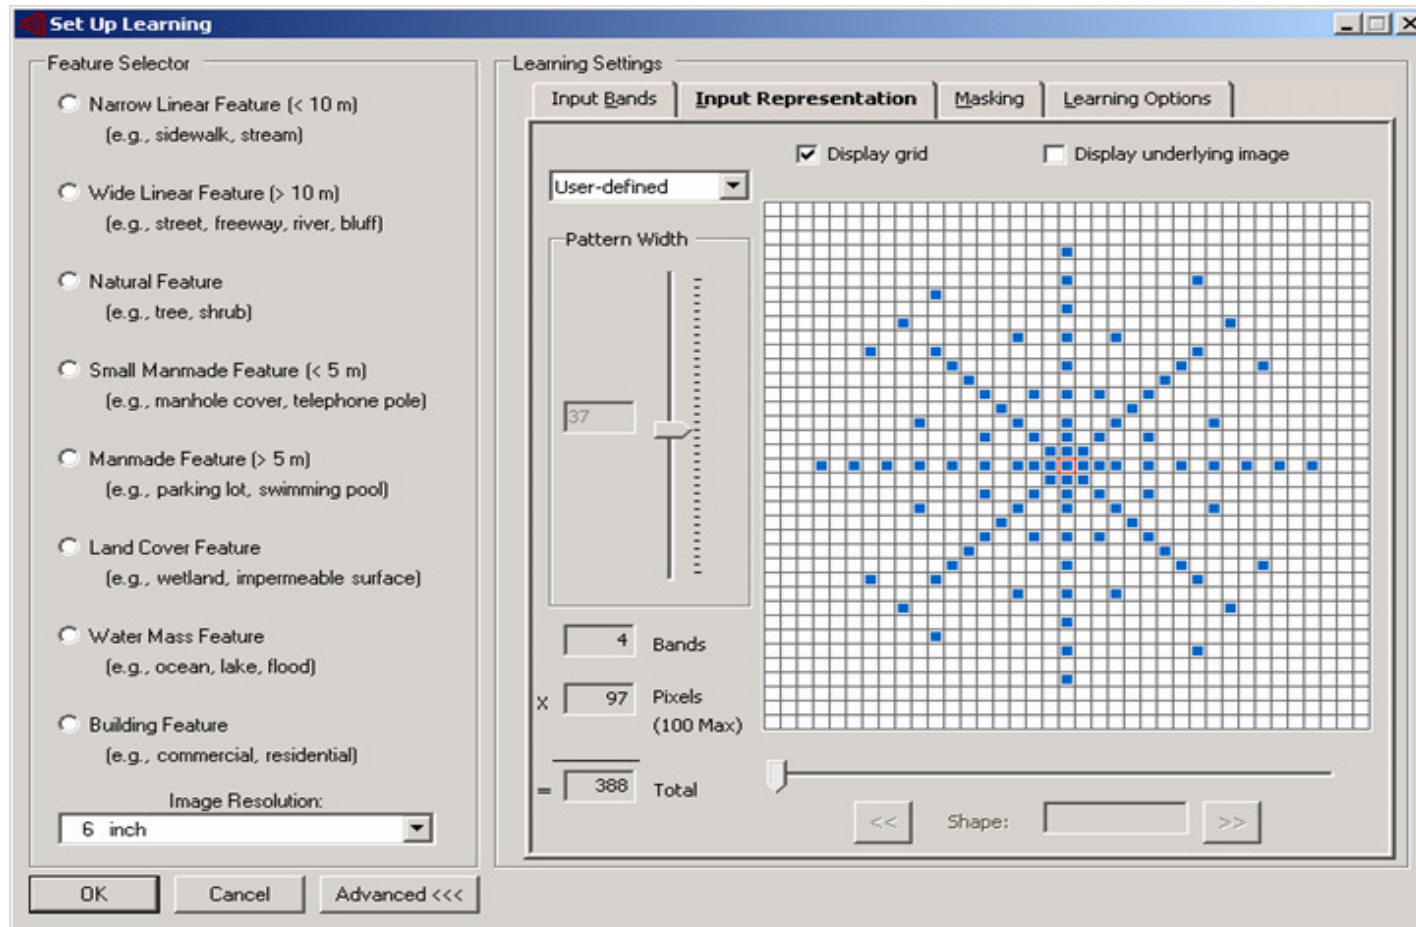 Set Up Learning
Feature Selector
Narrow Linear Feature (< 10 m)
(e.g., sidewalk, stream)
Wide Linear Feature (> 10 m)
(e.g., street, freeway, river, bluff)
Natural Feature
(e.g., tree, shrub)
Small Manmade Feature (< 5 m)
(e.g., manhole cover, telephone pole)
Manmade Feature (> 5 m)
(e.g., parking lot, swimming pool)
Land Cover Feature
(e.g., wetland, impermeable surface)
Water Mass Feature
(e.g., ocean, lake, flood)
Building Feature
(e.g., commercial, residential)
Image Resolution:
6 inch
OK Cancel Advanced <<<
Learning Settings
Input Bands Input Representation Masking Learning Options
Display grid Display underlying image
User-defined
Pattern Width
37
4 Bands
x 97 Pixels
(100 Max)
= 388 Total
<< Shape: >>